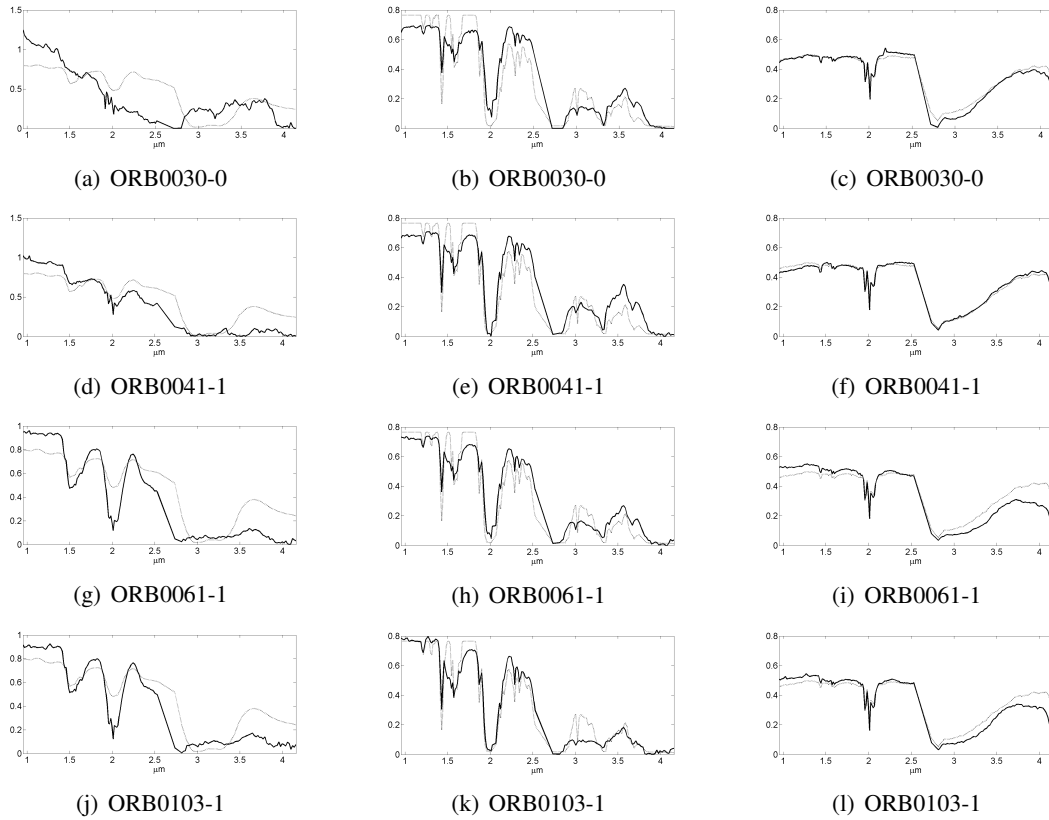 1.5 1 0.5 0 1 1.5 2 2.5 3 3.5 4 μm
0.8 0.6 0.4 0.2 0 1 1.5 2 2.5 3 3.5 4 μm
0.8 0.6 0.4 0.2 0 1 1.5 2 2.5 3 3.5 4 μm
(a) ORB0030-0 (b) ORB0030-0 (c) ORB0030-0
1.5 1 0.5 0 1 1.5 2 2.5 3 3.5 4 μm
0.8 0.6 0.4 0.2 0 1 1.5 2 2.5 3 3.5 4 μm
0.8 0.6 0.4 0.2 0 1 1.5 2 2.5 3 3.5 4 μm
(d) ORB0041-1 (e) ORB0041-1 (f) ORB0041-1
1 0.8 0.6 0.4 0.2 0 1 1.5 2 2.5 3 3.5 4 μm
0.8 0.6 0.4 0.2 0 1 1.5 2 2.5 3 3.5 4 μm
0.8 0.6 0.4 0.2 0 1 1.5 2 2.5 3 3.5 4 μm
(g) ORB0061-1 (h) ORB0061-1 (i) ORB0061-1
1 0.8 0.6 0.4 0.2 0 1 1.5 2 2.5 3 3.5 4 μm
0.8 0.6 0.4 0.2 0 1 1.5 2 2.5 3 3.5 4 μm
0.8 0.6 0.4 0.2 0 1 1.5 2 2.5 3 3.5 4 μm
(j) ORB0103-1 (k) ORB0103-1 (l) ORB0103-1